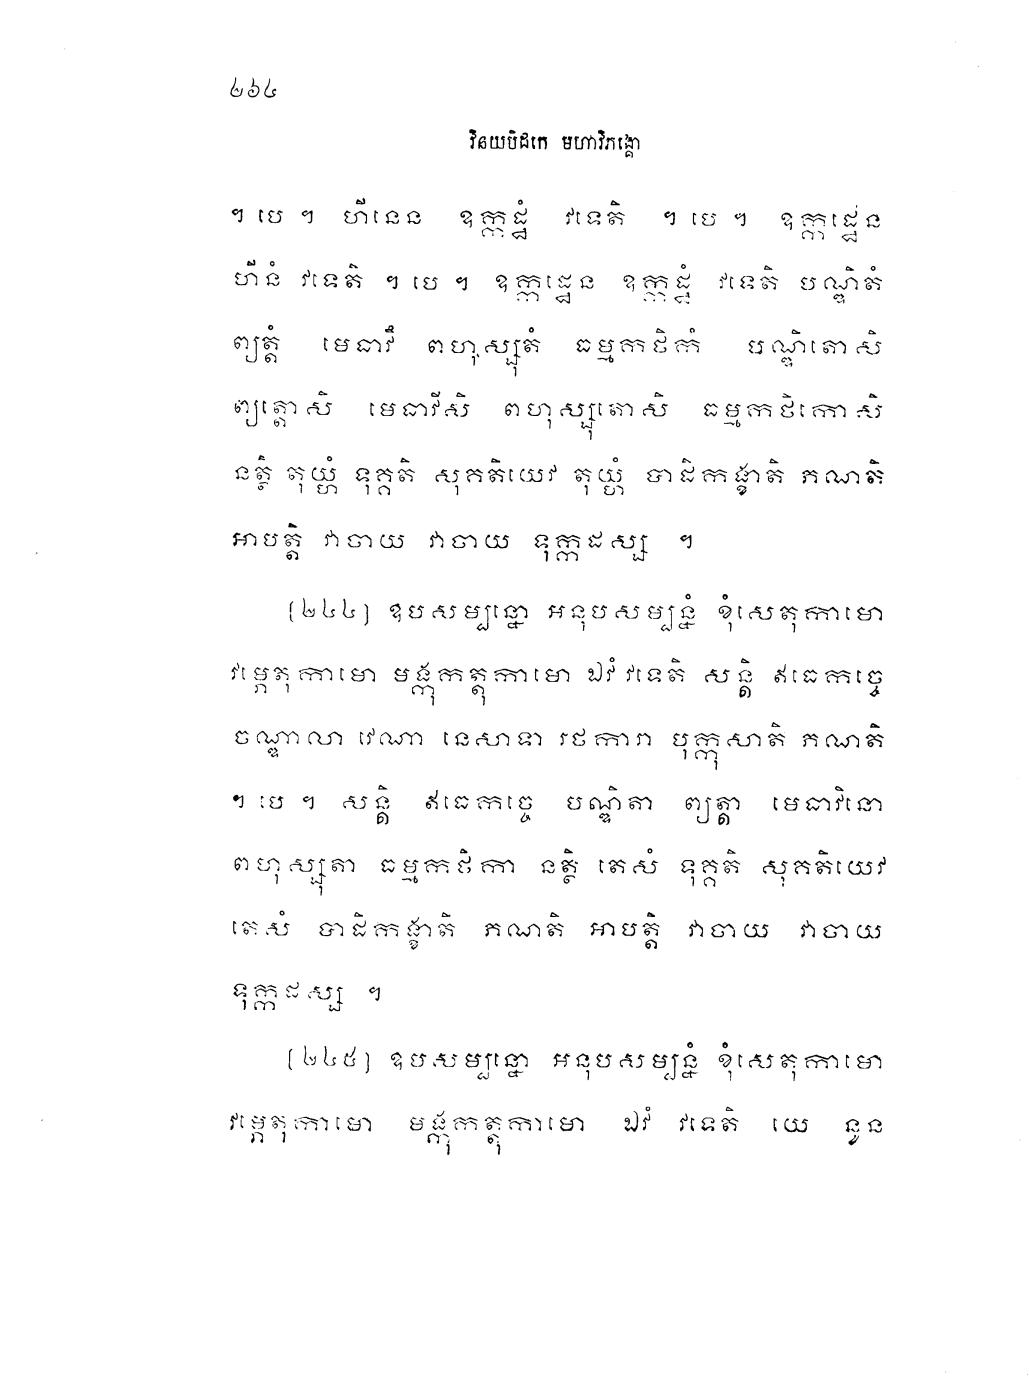 ២៦៤
វិនយបិដកេ មហាវិភង្គោ
។ បេ ។ ហីនេន ឧក្កដ្ឋំ វទេតិ ។ បេ ។ ឧក្កដ្ឋេន
ហីនំ វទេតិ ។ បេ ។ ឧក្កដ្ឋេន ឧក្កដ្ឋំ វទេតិ បណ្ឌិតំ
ព្យត្តំ មេធាវឹ ពហុស្សុតំ ធម្មកថិកំ បណ្ឌិតោសិ
ព្យត្តោសិ មេធាវីសិ ពហុស្សុតោសិ ធម្មកថិកោសិ
នត្ថិ តុយ្ហំ ទុគ្គតិ សុគតិយេវ តុយ្ហំ បាដិកង្ខាតិ ភណតិ
អាបត្តិ វាចាយ វាចាយ ទុក្កដស្ស ។
(២៤៤) ឧបសម្បន្នោ អនុបសម្បន្នំ ខុំសេតុកាមោ
វម្ភេតុកាមោ មង្កុកត្តុកាមោ ឯវំ វទេតិ សន្តិ ឥធេកច្ចេ
ចណ្ឌាលា វេណា នេសាទា រថការា បុក្កុសាតិ ភណតិ
។ បេ ។ សន្តិ ឥធេកច្ចេ បណ្ឌិតា ព្យត្តា មេធាវិនោ
ពហុស្សុតា ធម្មកថិកា នត្ថិ តេសំ ទុគ្គតិ សុគតិយេវ
តេសំ បាដិកង្ខាតិ ភណតិ អាបត្តិ វាចាយ វាចាយ
ទុក្កដស្ស ។
(២៤៥) ឧបសម្បន្នោ អនុបសម្បន្នំ ខុំសេតុកាមោ
វម្ភេតុកាមោ មង្កុកត្តុកាមោ ឯវំ វទេតិ យេ នូន